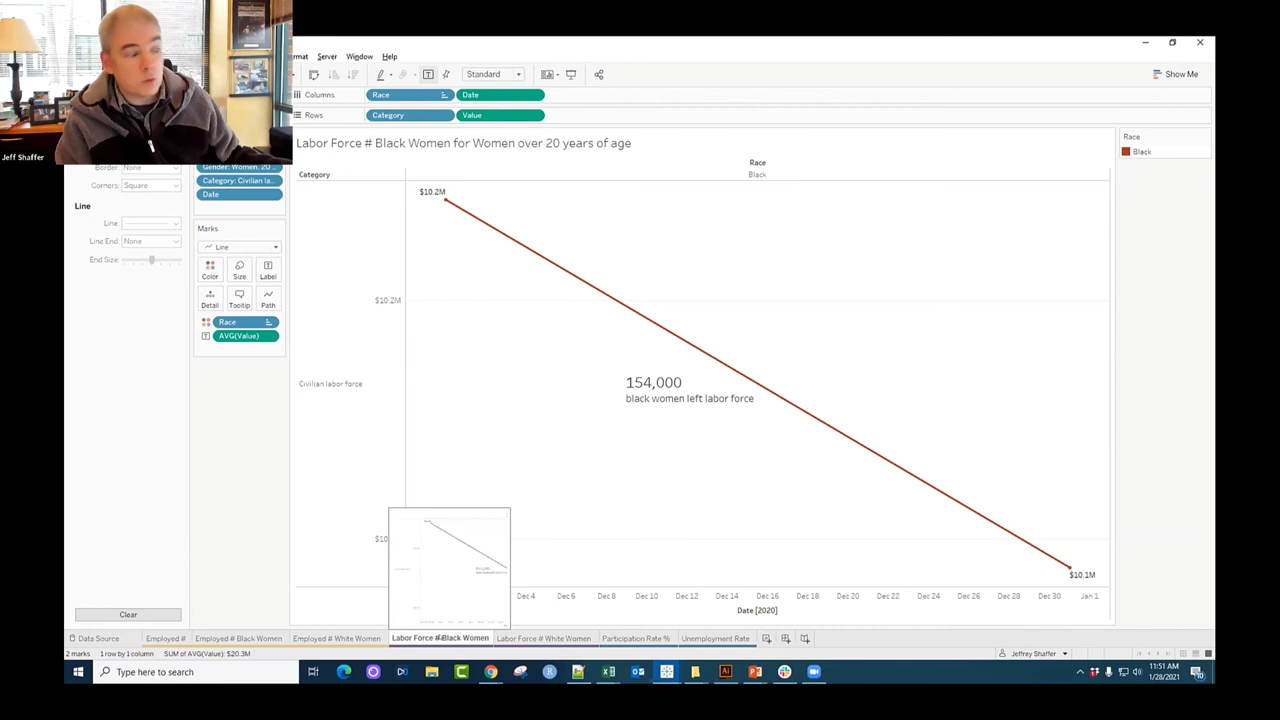 Jeff Shaffer
rmat Server Window Help
Standard
Show Me
Columns Race Date
Rows Category Value
Border: None
Corners: Square
Line
Line:
Line End: None
End Size:
Gender: Women, 20 ..
Category: Civilian la..
Date
Marks
Line
Color Size Label
Detail Tooltip Path
Race
AVG(Value)
Labor Force # Black Women for Women over 20 years of age
Race
Category Black
$10.2M
$10.2M
Civilian labor force
154,000
black women left labor force
$10
$10.1M
Dec 4 Dec 6 Dec 8 Dec 10 Dec 12 Dec 14 Dec 16 Dec 18 Dec 20 Dec 22 Dec 24 Dec 26 Dec 28 Dec 30 Jan 1
Date [2020]
Race
Black
Clear
Data Source Employed # Employed # Black Women Employed # White Women Labor Force # Black Women Labor Force # White Women Participation Rate % Unemployment Rate
2 marks 1 row by 1 column SUM of AVG(Value): $20.3M Jeffrey Shaffer
Type here to search
11:51 AM
1/28/2021